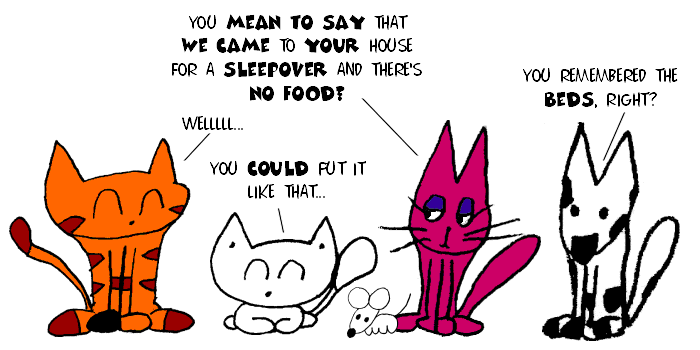 YOU MEAN TO SAY THAT
WE CAME TO YOUR HOUSE
FOR A SLEEPOVER AND THERE'S
NO FOOD?
WELLLLL...
YOU COULD PUT IT
LIKE THAT...
YOU REMEMBERED THE
BEDS, RIGHT?